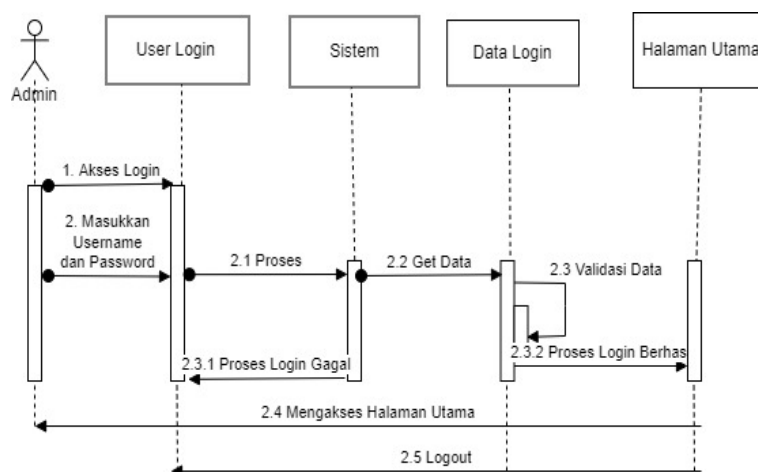 User Login
Sistem
Data Login
Halaman Utama
Admin
1. Akses Login
2. Masukkan
Username
dan Password
2.1 Proses
2.2 Get Data
2.3 Validasi Data
2.3.1 Proses Login Gagal
2.3.2 Proses Login Berhas
2.4 Mengakses Halaman Utama
2.5 Logout